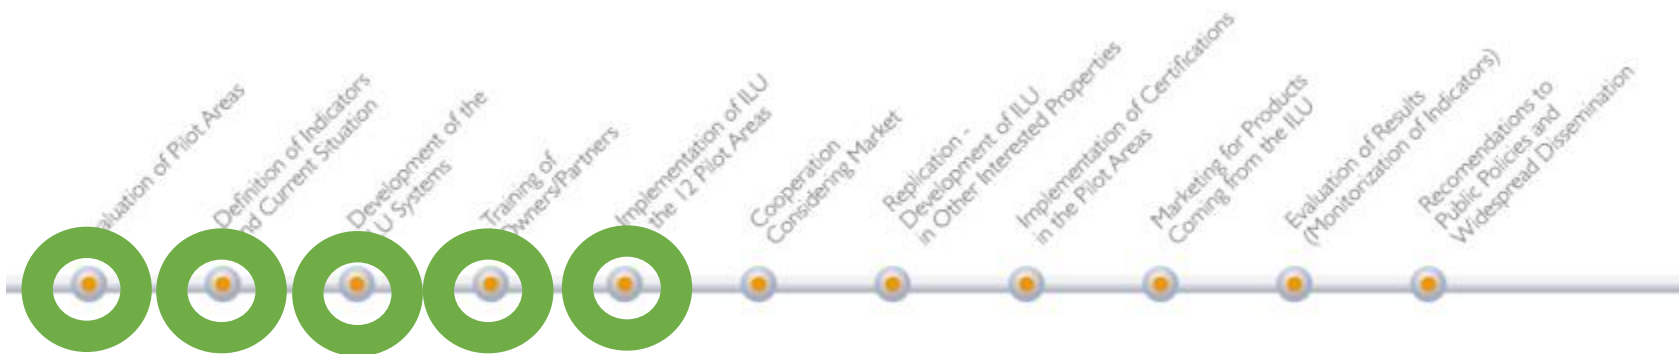 aluation of Pilot Areas
Definition of Indicators
nd Current Situation
Development of the
LU Systems
Training of
Owners/Partners
Implementation of ILU
the 12 Pilot Areas
Cooperation
Considering Market
Replication -
Development of ILU
in Other Interested Properties
Implementation of Certifications
in the Pilot Areas
Marketing for Products
Coming from the ILU
Evaluation of Results
(Monitorization of Indicators)
Recomendations to
Public Policies and
Widespread Dissemination